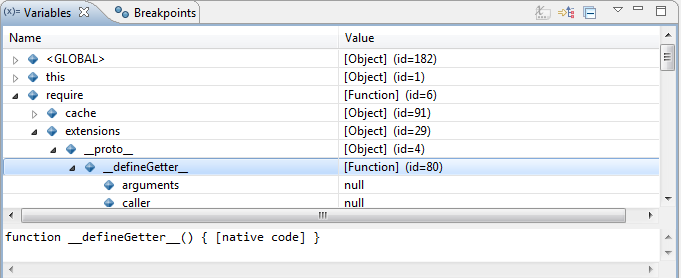 (x)= Variables Breakpoints
Name Value
<GLOBAL> [Object] (id=182)
this [Object] (id=1)
require [Function] (id=6)
cache [Object] (id=91)
extensions [Object] (id=29)
__proto__ [Object] (id=4)
__defineGetter__ [Function] (id=80)
arguments null
caller null
function __defineGetter__() { [native code] }